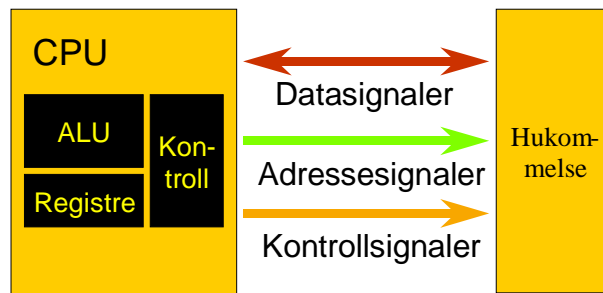 CPU
ALU
Registre
Kon-
troll
Datasignaler
Adressesignaler
Kontrollsignaler
Hukom-
melse